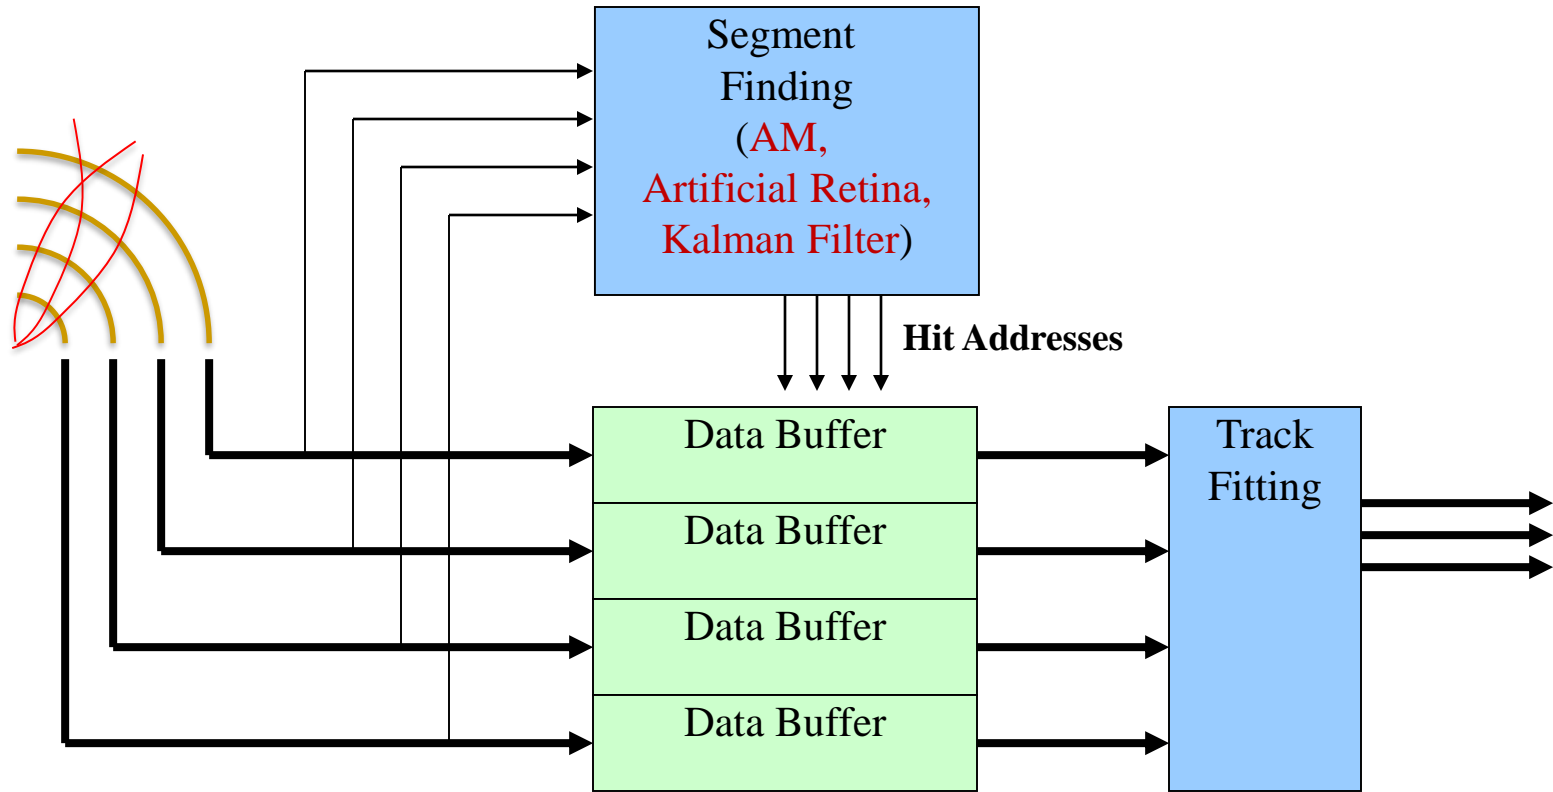 Segment
Finding
(AM,
Artificial Retina,
Kalman Filter)
Hit Addresses
Data Buffer
Track
Fitting
Data Buffer
Data Buffer
Data Buffer